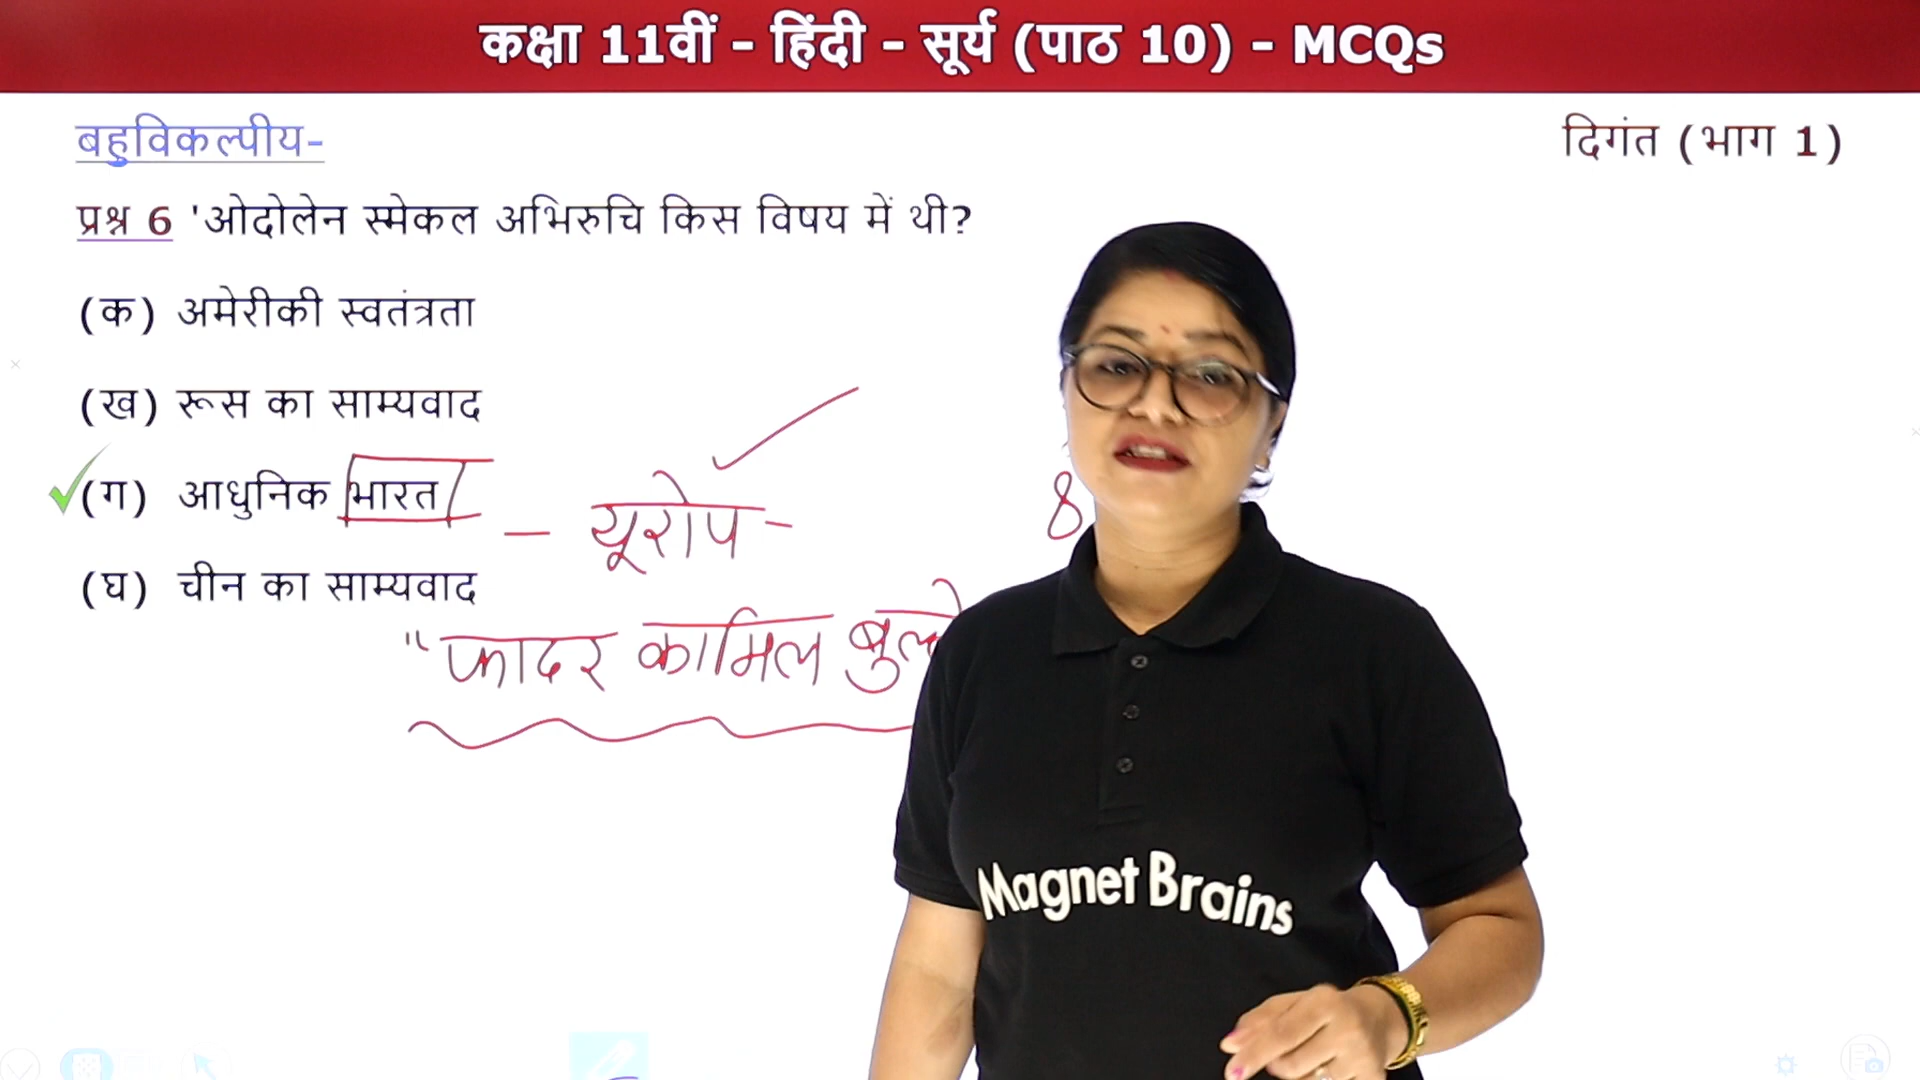 कक्षा 11वीं - हिंदी - सूर्य (पाठ 10) - MCQs
बहुविकल्पीय-
दिगंत (भाग 1)
प्रश्न 6 'ओदोलेन स्मेकल अभिरुचि किस विषय में थी?
(क) अमेरीकी स्वतंत्रता
(ख) रूस का साम्यवाद
(ग) आधुनिक भारत
- यूरोप -
8
(घ) चीन का साम्यवाद
"फादर कामिल
Magnet Brains